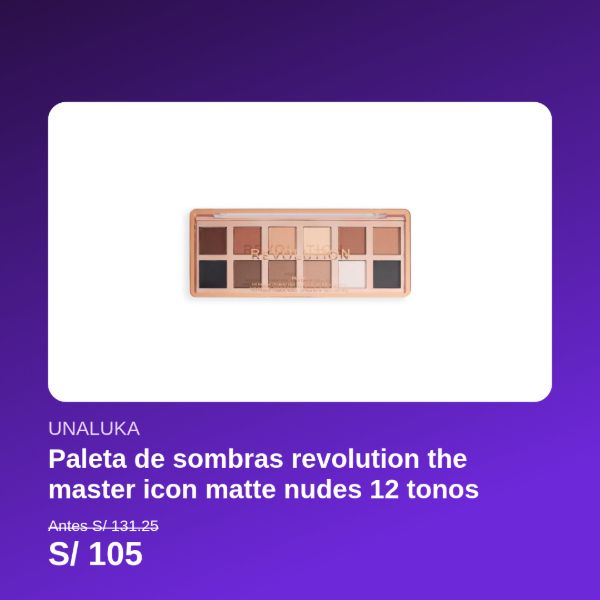 REVOLUTION
UNALUKA
Paleta de sombras revolution the
master icon matte nudes 12 tonos
Antes S/ 131.25
S/ 105